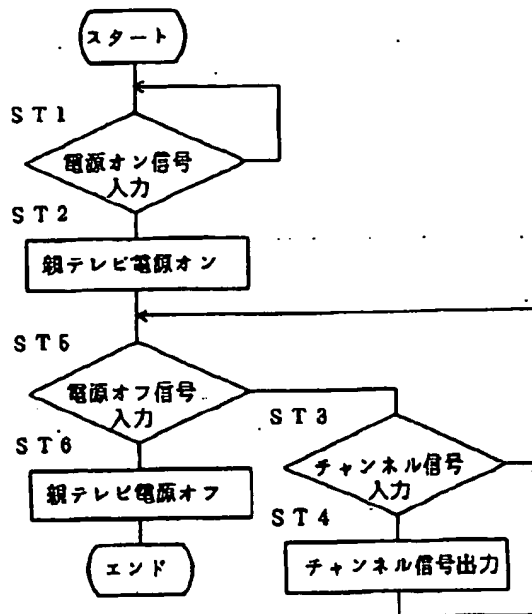 スタート
ST1
電源オン信号
入力
ST2
親テレビ電源オン
ST5
電源オフ信号
入力
ST3
ST6
チャンネル信号
入力
親テレビ電源オフ
ST4
チャンネル信号出力
エンド